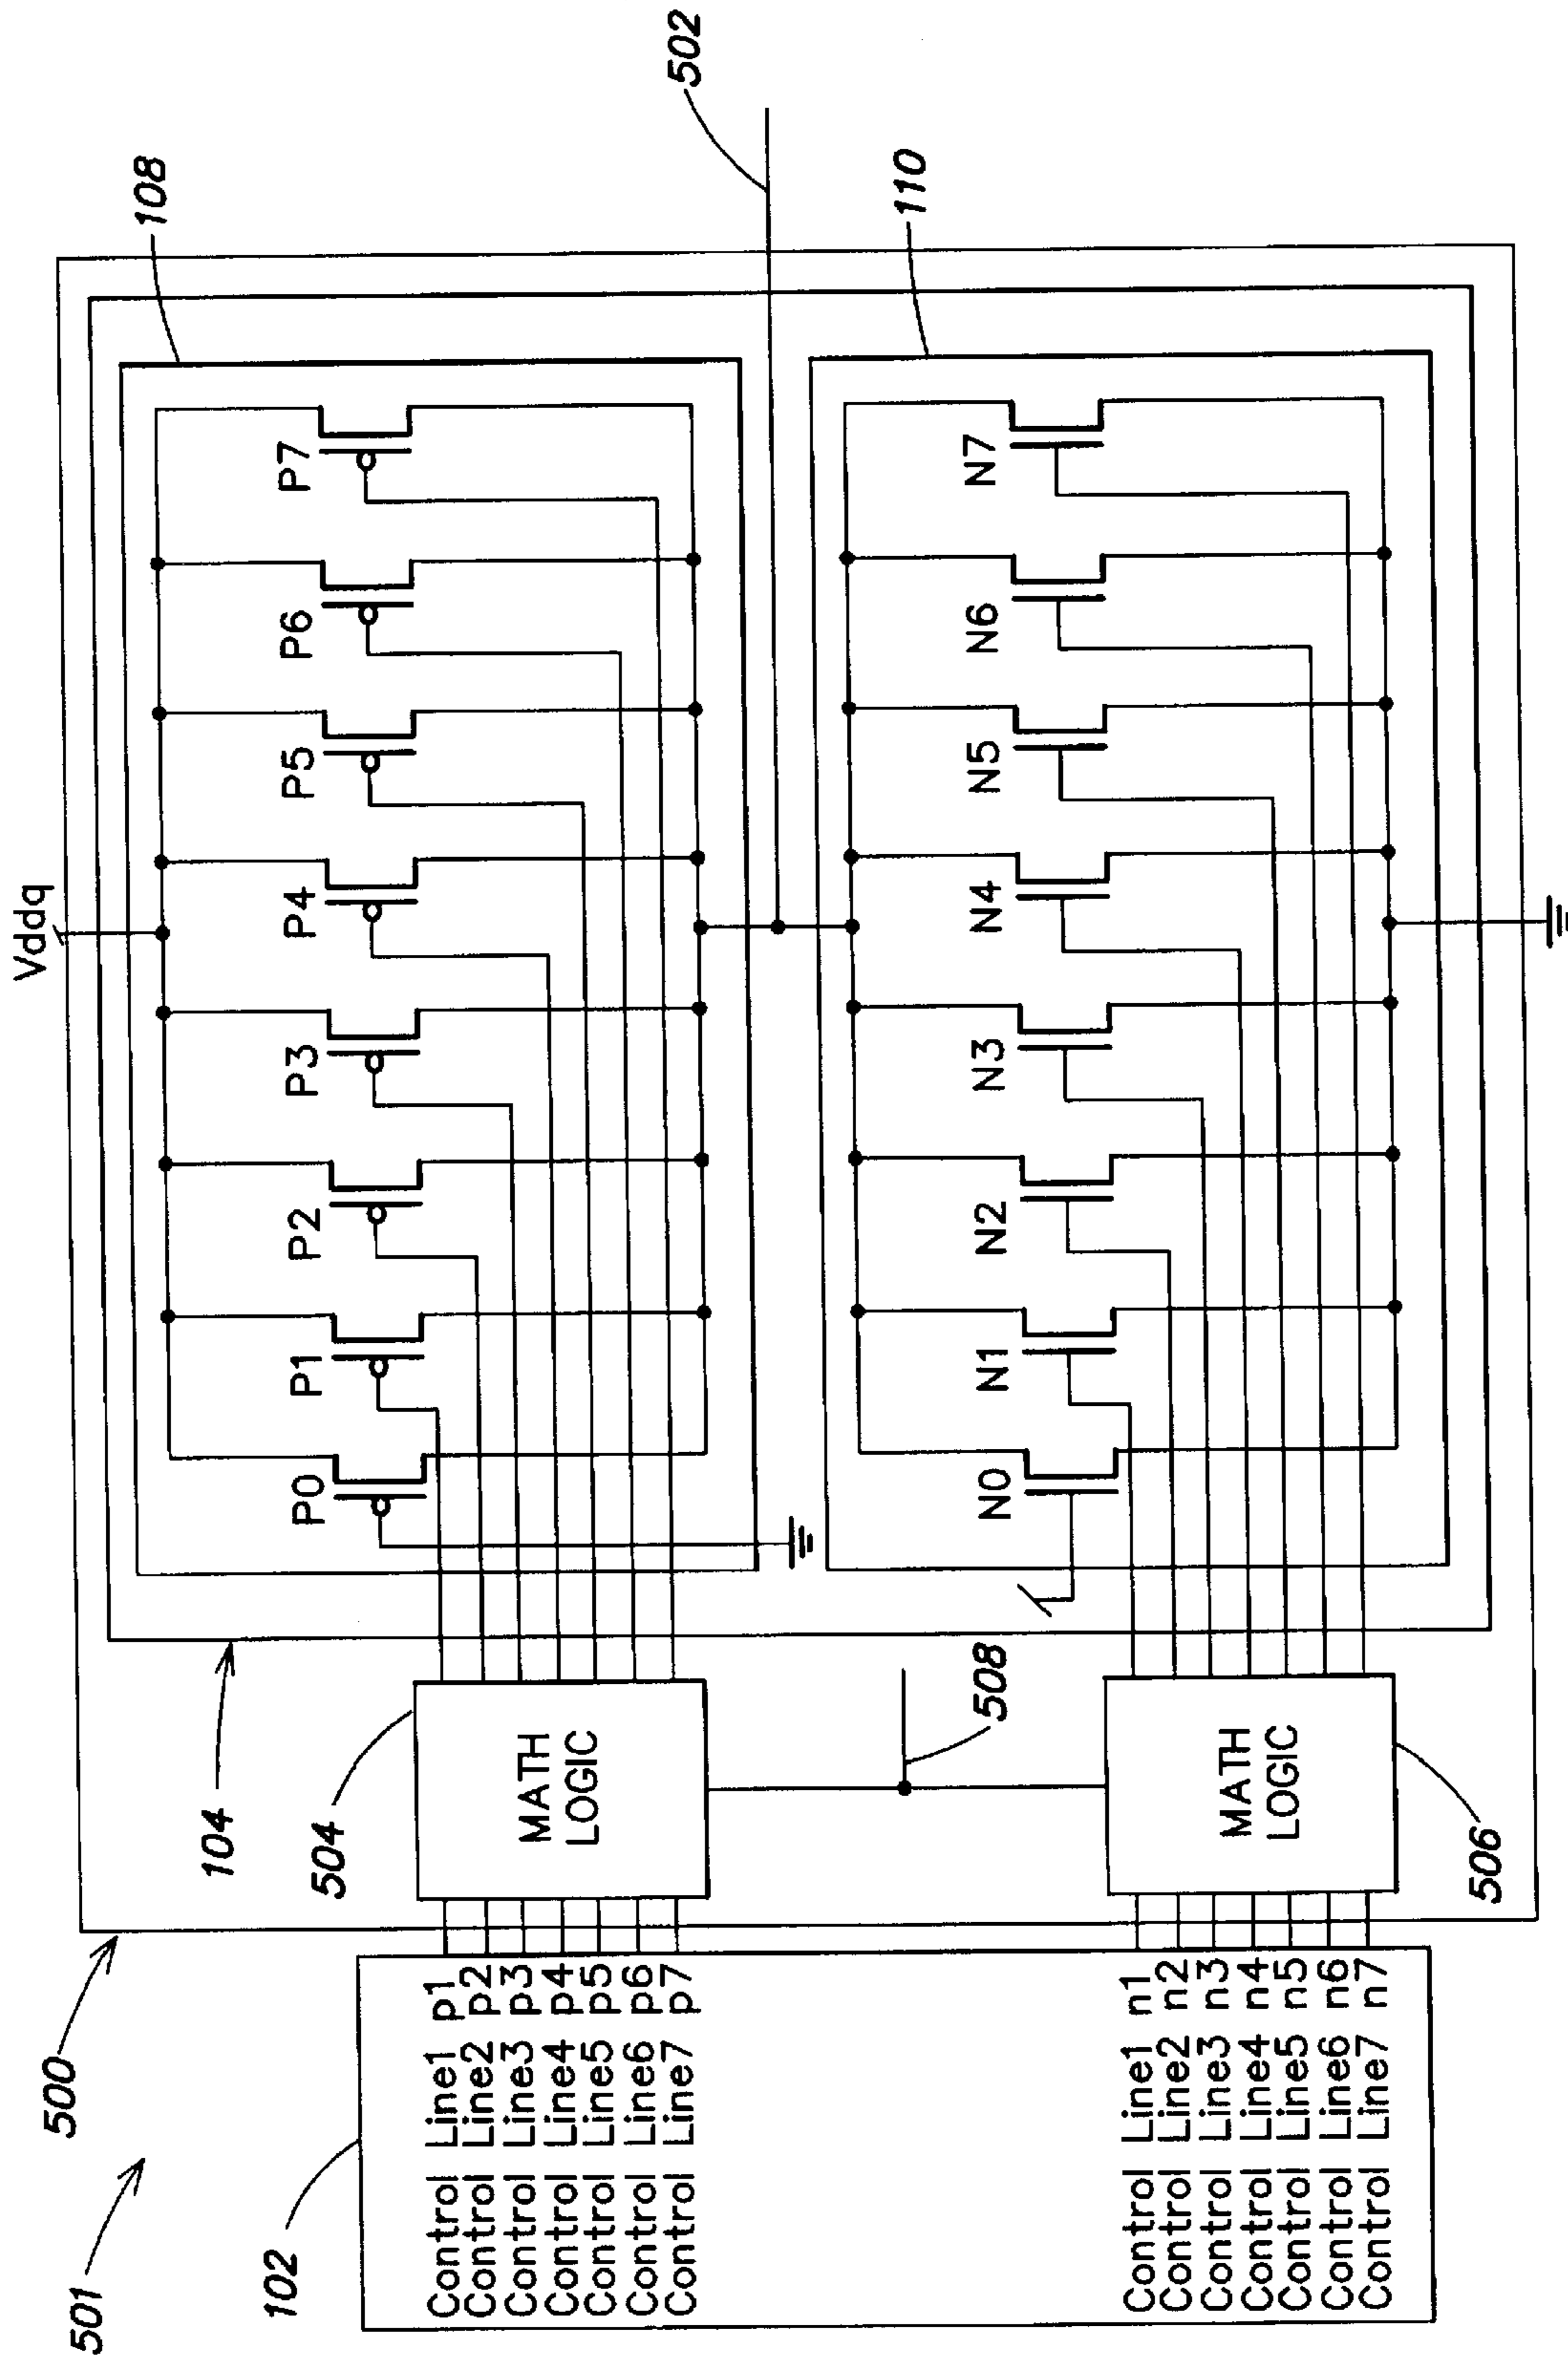 501
500
102
Control Line1 p1
Control Line2 p2
Control Line3 p3
Control Line4 p4
Control Line5 p5
Control Line6 p6
Control Line7 p7
Control Line1 n1
Control Line2 n2
Control Line3 n3
Control Line4 n4
Control Line5 n5
Control Line6 n6
Control Line7 n7
104
504
MATH
LOGIC
508
MATH
LOGIC
506
Vddq
108
P0
P1
P2
P3
P4
P5
P6
P7
502
110
N0
N1
N2
N3
N4
N5
N6
N7